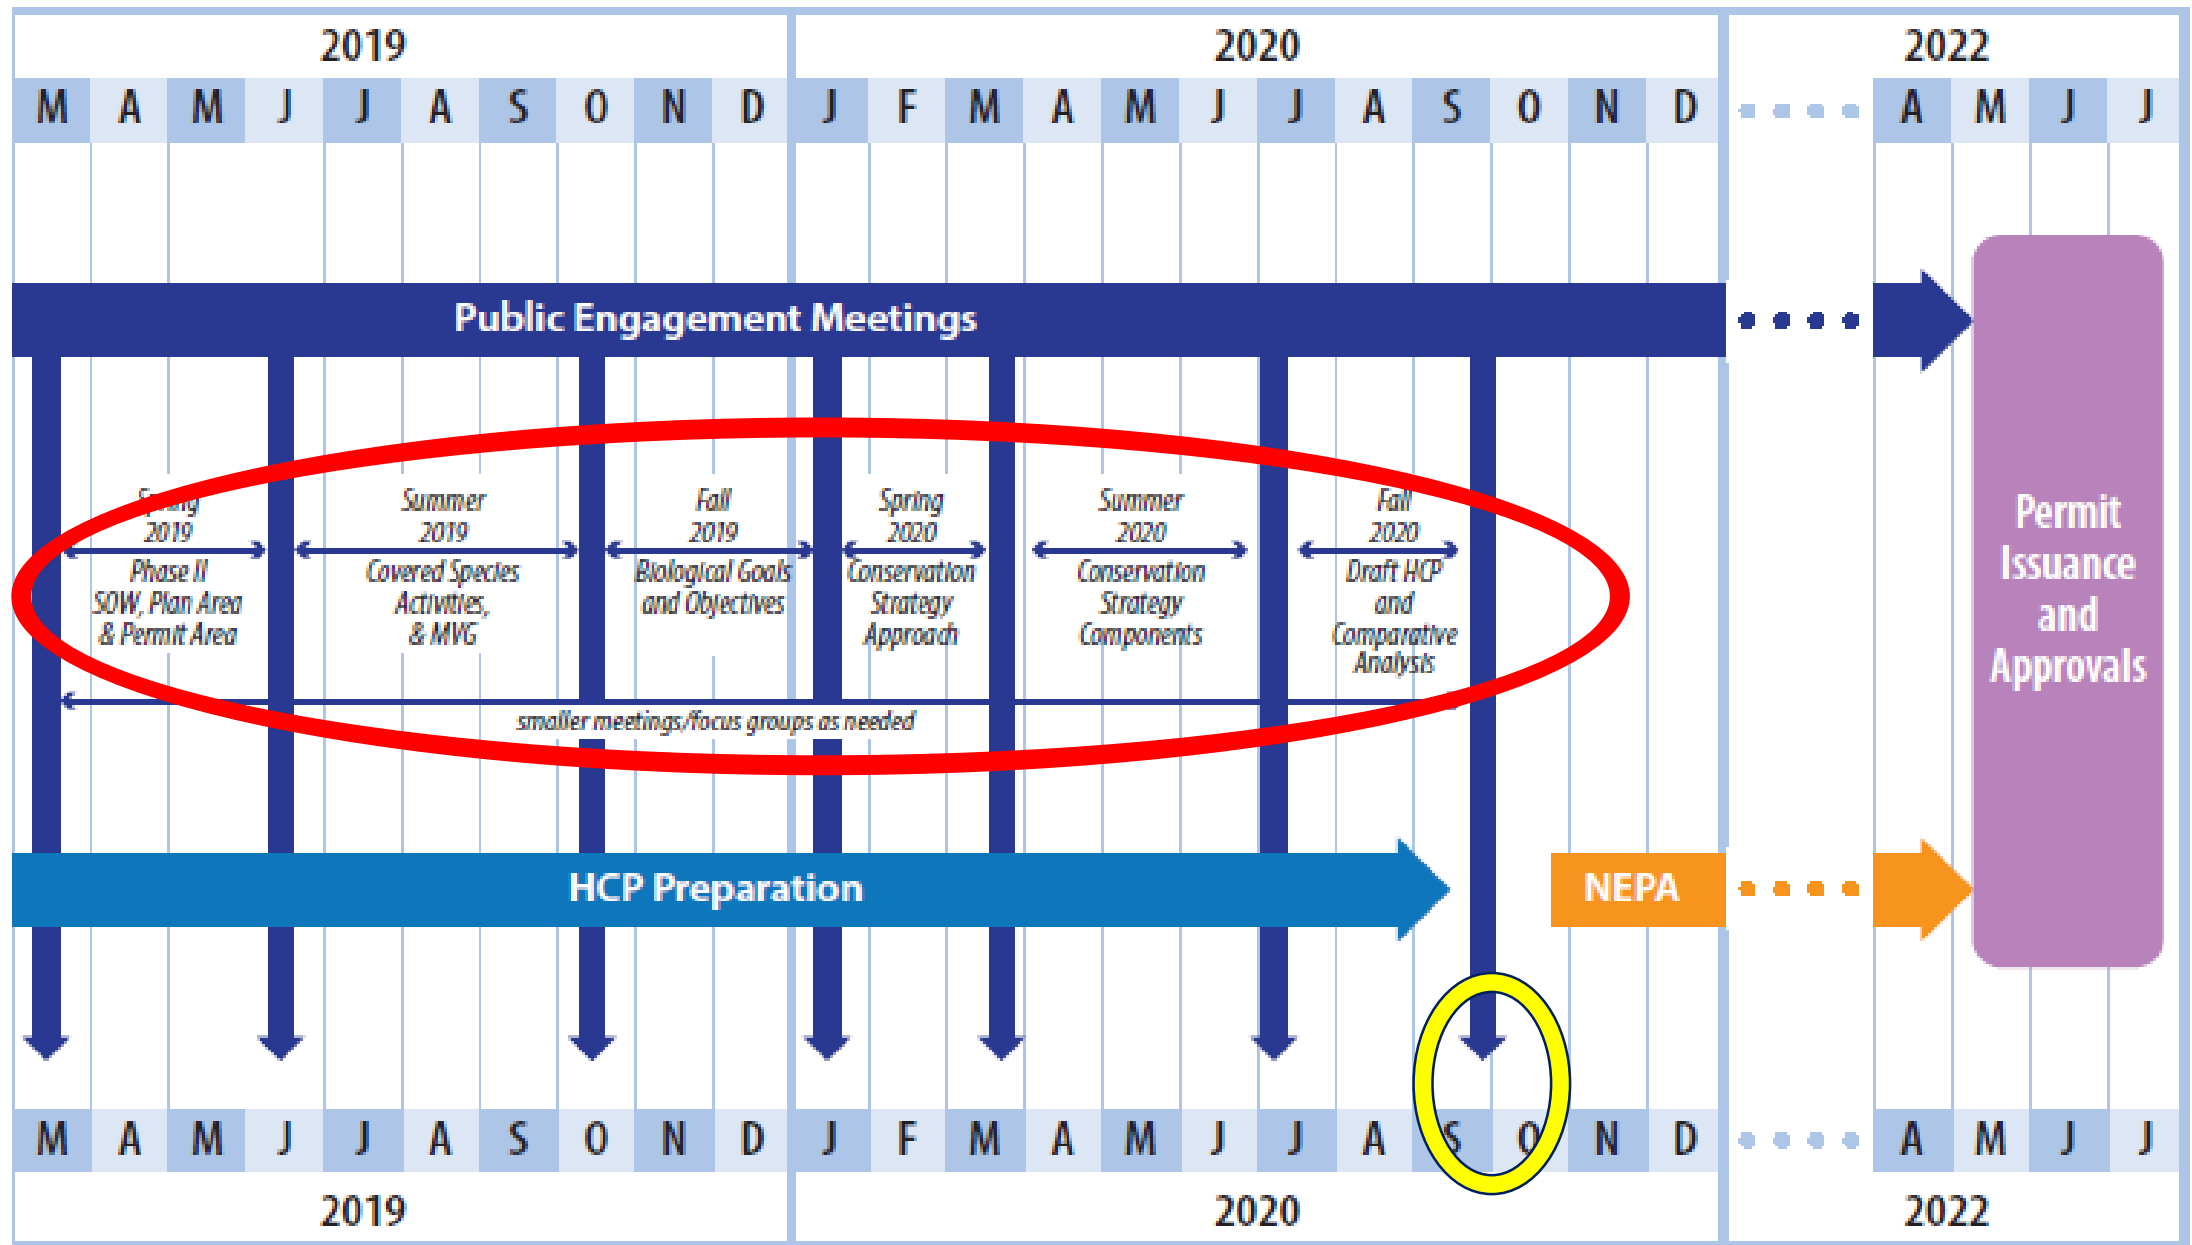 2019 2020 2022
M A M J J A S O N D J F M A M J J A S O N D A M J J
Public Engagement Meetings
Spring
2019
Phase II
SOW, Plan Area
& Permit Area
Summer
2019
Covered Species
Activities,
& MVG
Fall
2019
Biological Goals
and Objectives
Spring
2020
Conservation
Strategy
Approach
Summer
2020
Conservation
Strategy
Components
Fall
2020
Draft HCP
and
Comparative
Analysis
smaller meetings/focus groups as needed
Permit
Issuance
and
Approvals
HCP Preparation
NEPA
M A M J J A S O N D J F M A M J J A S O N D A M J J
2019 2020 2022